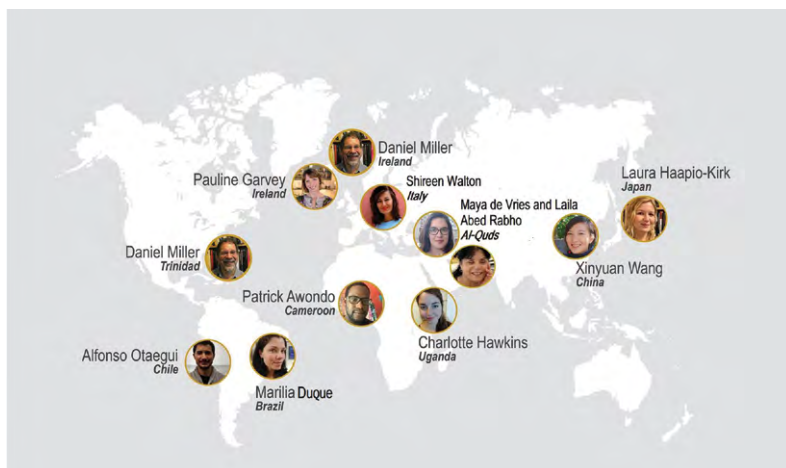 Daniel Miller
Ireland
Pauline Garvey
Ireland
Shireen Walton
Italy
Maya de Vries and Laila
Abed Rabho
Al-Quds
Laura Haapio-Kirk
Japan
Xinyuan Wang
China
Daniel Miller
Trinidad
Patrick Awondo
Cameroon
Charlotte Hawkins
Uganda
Alfonso Otaegui
Chile
Marilia Duque
Brazil